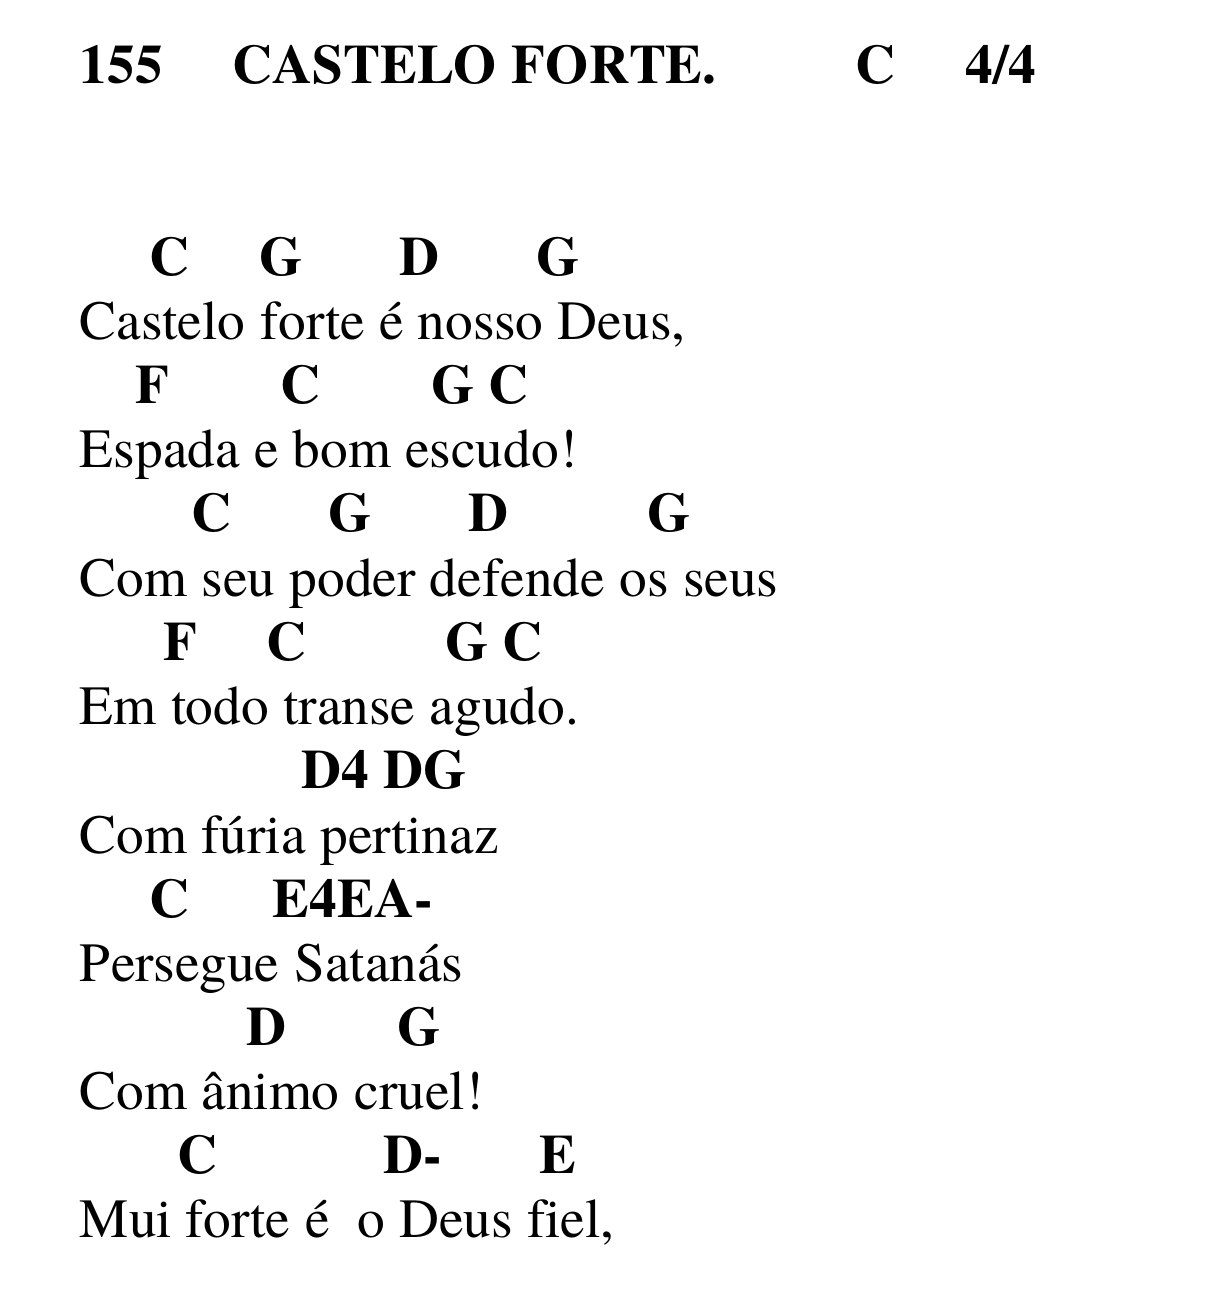 155 CASTELO FORTE. C 4/4
C G D G
Castelo forte é nosso Deus,
F C G C
Espada e bom escudo!
C G D G
Com seu poder defende os seus
F C G C
Em todo transe agudo.
D4 DG
Com fúria pertinaz
C E4EA-
Persegue Satanás
D G
Com ânimo cruel!
C D- E
Mui forte é  o Deus fiel,